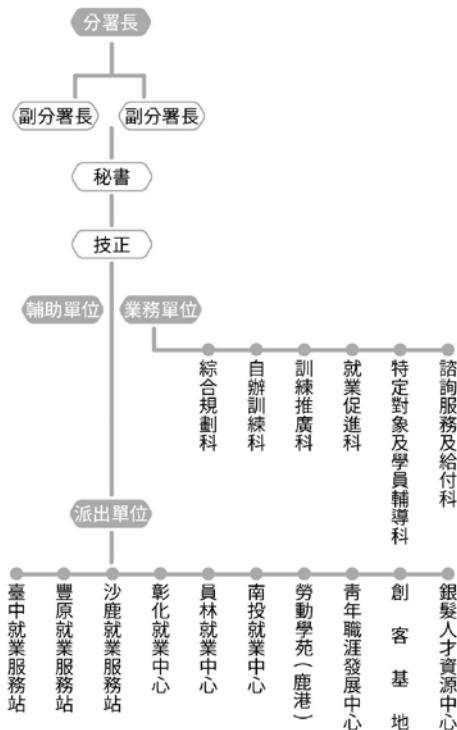 分署長
副分署長
副分署長
秘書
技正
輔助單位
業務單位
綜合規劃科
自辦訓練科
訓練推廣科
就業促進科
特定對象及學員輔導科
諮詢服務及給付科
派出單位
臺中就業服務站
豐原就業服務站
沙鹿就業服務站
彰化就業中心
員林就業中心
南投就業中心
勞動學苑(鹿港)
青年職涯發展中心
創客基地
銀髮人才資源中心